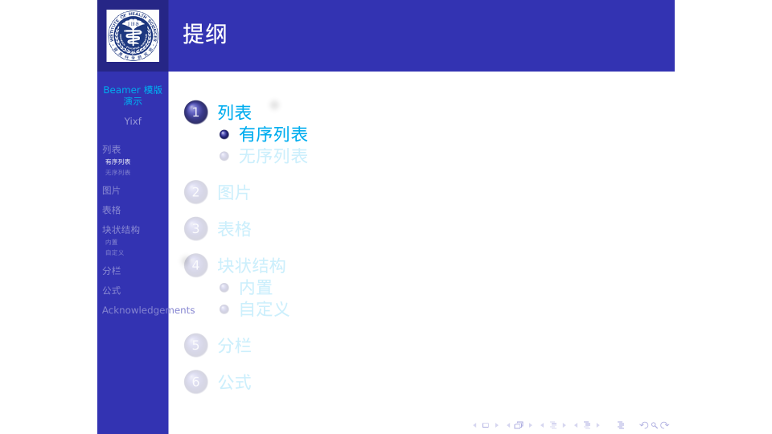 提纲
Beamer 模版
演示
Yixf
列表
有序列表
无序列表
图片
表格
块状结构
内置
自定义
分栏
公式
Acknowledgements
1 列表
有序列表
无序列表
2 图片
3 表格
4 块状结构
内置
自定义
5 分栏
6 公式